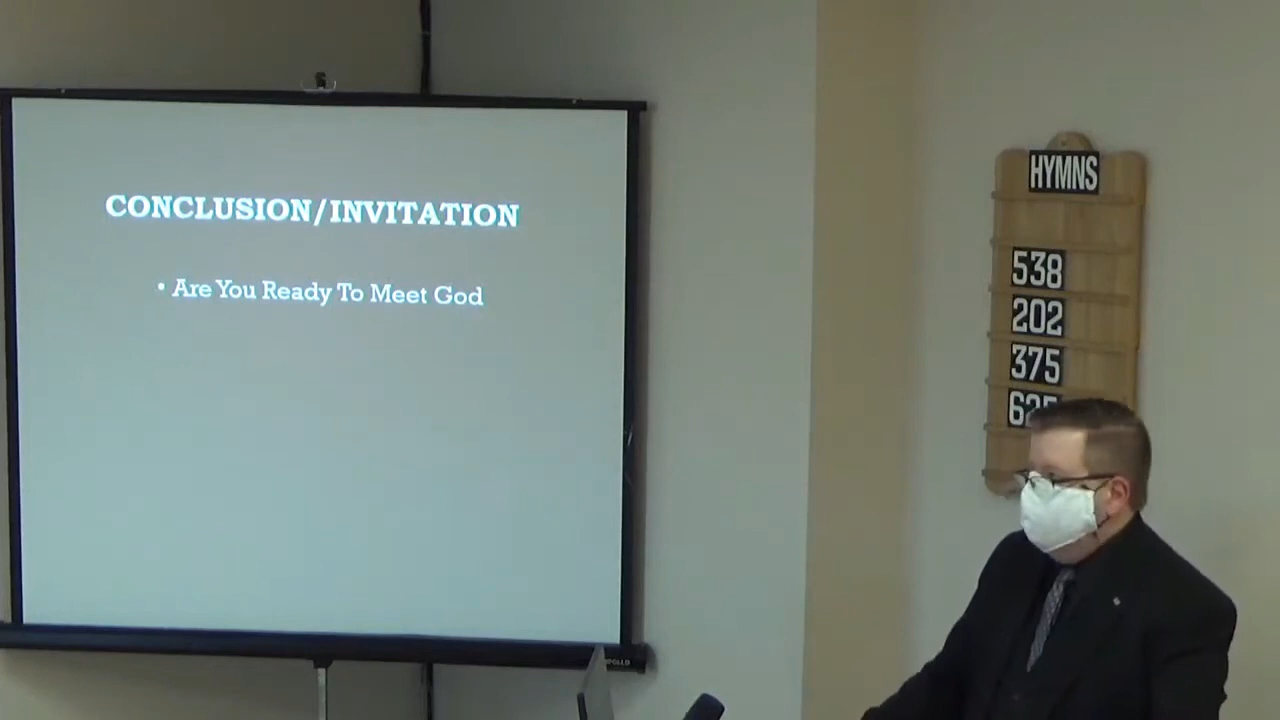 CONCLUSION/INVITATION
• Are You Ready To Meet God
HYMNS
538
202
375